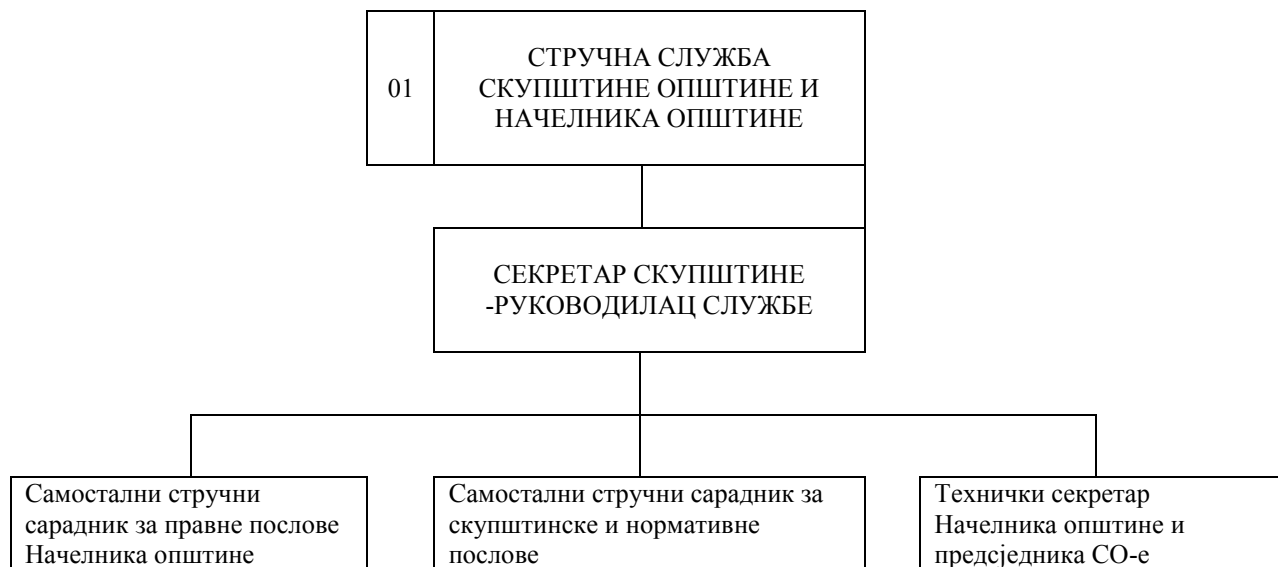 01
СТРУЧНА СЛУЖБА
СКУПШТИНЕ ОПШТИНЕ И
НАЧЕЛНИКА ОПШТИНЕ
СЕКРЕТАР СКУПШТИНЕ
-РУКОВОДИЛАЦ СЛУЖБЕ
Самостални стручни
сарадник за правне послове
Начелника општине
Самостални стручни сарадник за
скупштинске и нормативне
послове
Технички секретар
Начелника општине и
предсједника СО-е